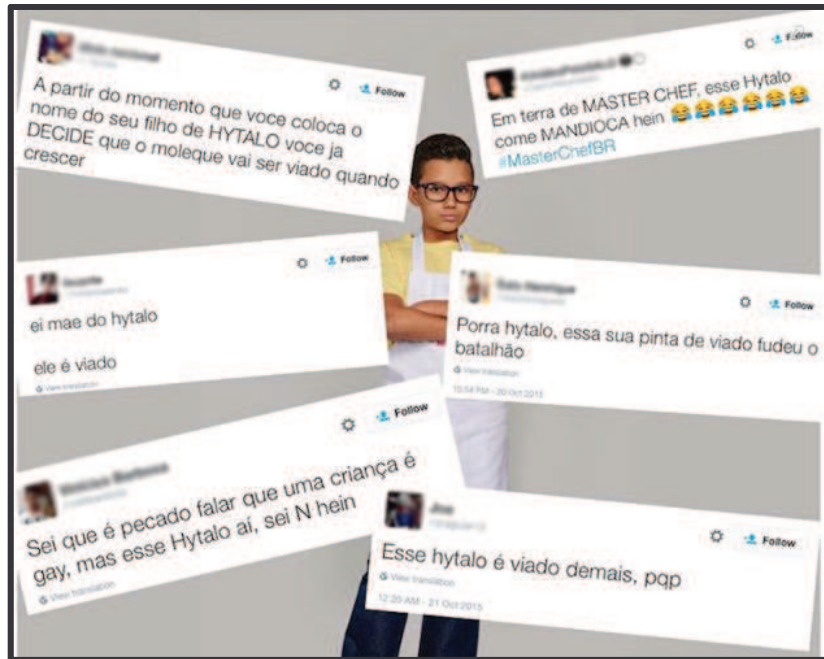 Follow
A partir do momento que voce coloca o
nome do seu filho de HYTALO voce ja
DECIDE que o moleque vai ser viado quando
crescer
Follow
Em terra de MASTER CHEF, esse Hytalo
come MANDIOCA hein 😂😂😂😂😂😂
#MasterChefBR
Follow
ei mae do hytalo
ele é viado
View translation
Follow
Porra hytalo, essa sua pinta de viado fudeu o
batalhão
View translation
10:54 PM - 20 Oct 2015
Follow
Sei que é pecado falar que uma criança é
gay, mas esse Hytalo aí, sei N hein
View translation
Follow
Esse hytalo é viado demais, pqp
View translation
12:20 AM - 21 Oct 2015